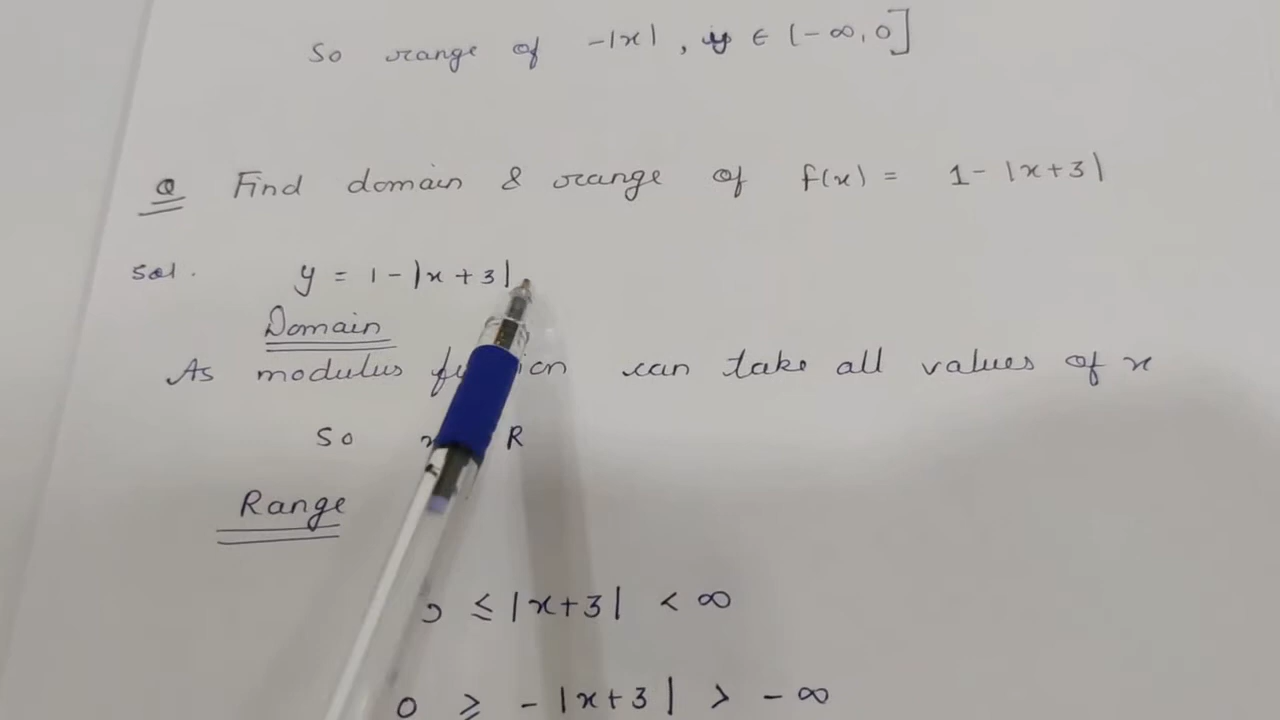 So range of -|x| , y ∈ (-∞, 0]
Q Find domain & range of f(x) = 1-|x+3|
Sol. y = 1-|x+3|
Domain
As modulus can take all values of x
So R
Range
0 ≤ |x+3| < ∞
0 ≥ -|x+3| > -∞